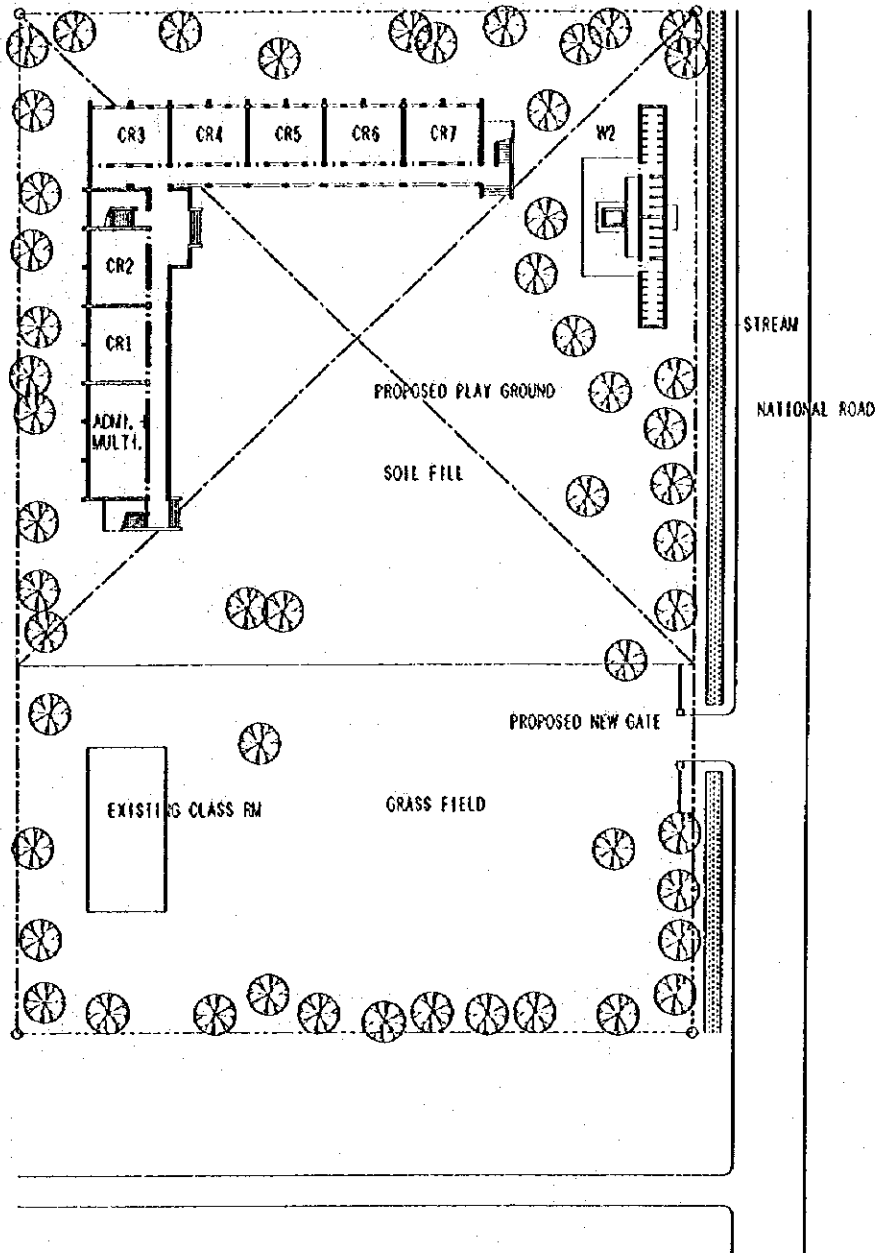 CR3
CR4
CR5
CR6
CR7
W2
CR2
CR1
ADMI. +
MULTI.
STREAM
PROPOSED PLAY GROUND
NATIONAL ROAD
SOIL FILL
PROPOSED NEW GATE
EXISTING CLASS RM
GRASS FIELD